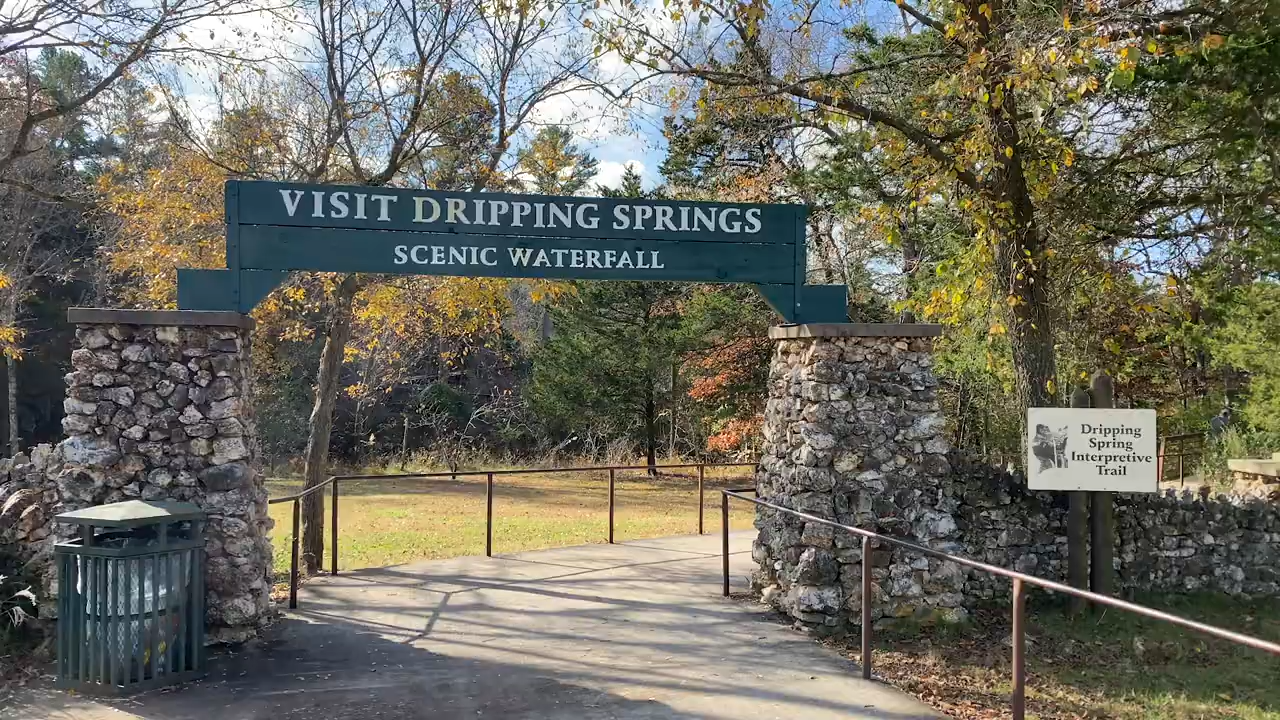 VISIT DRIPPING SPRINGS
SCENIC WATERFALL
Dripping
Spring
Interpretive
Trail